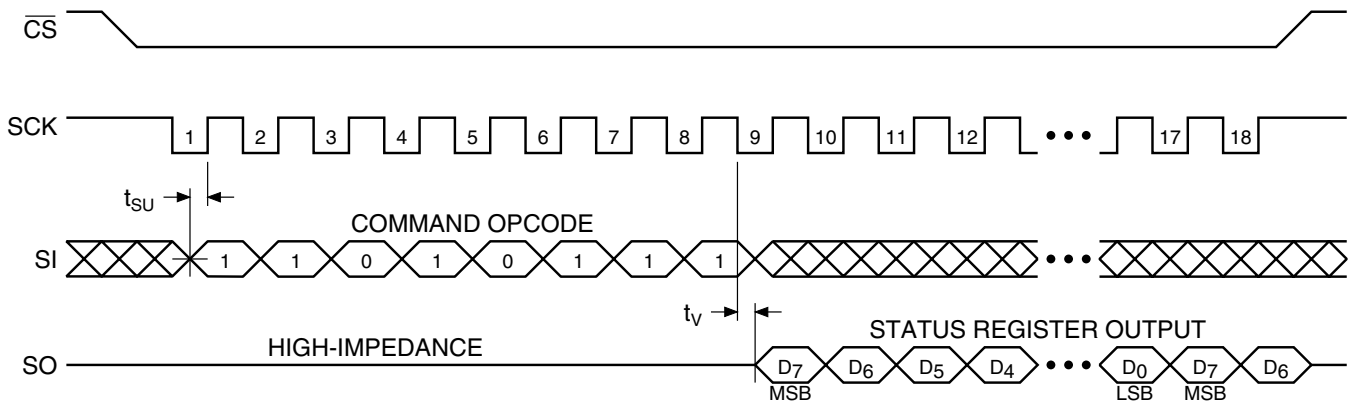 CS
SCK 1 2 3 4 5 6 7 8 9 10 11 12 ••• 17 18
tSU
COMMAND OPCODE
SI 1 1 0 1 0 1 1 1 •••
tV
HIGH-IMPEDANCE STATUS REGISTER OUTPUT
SO D7 D6 D5 D4 ••• D0 D7 D6
MSB LSB MSB